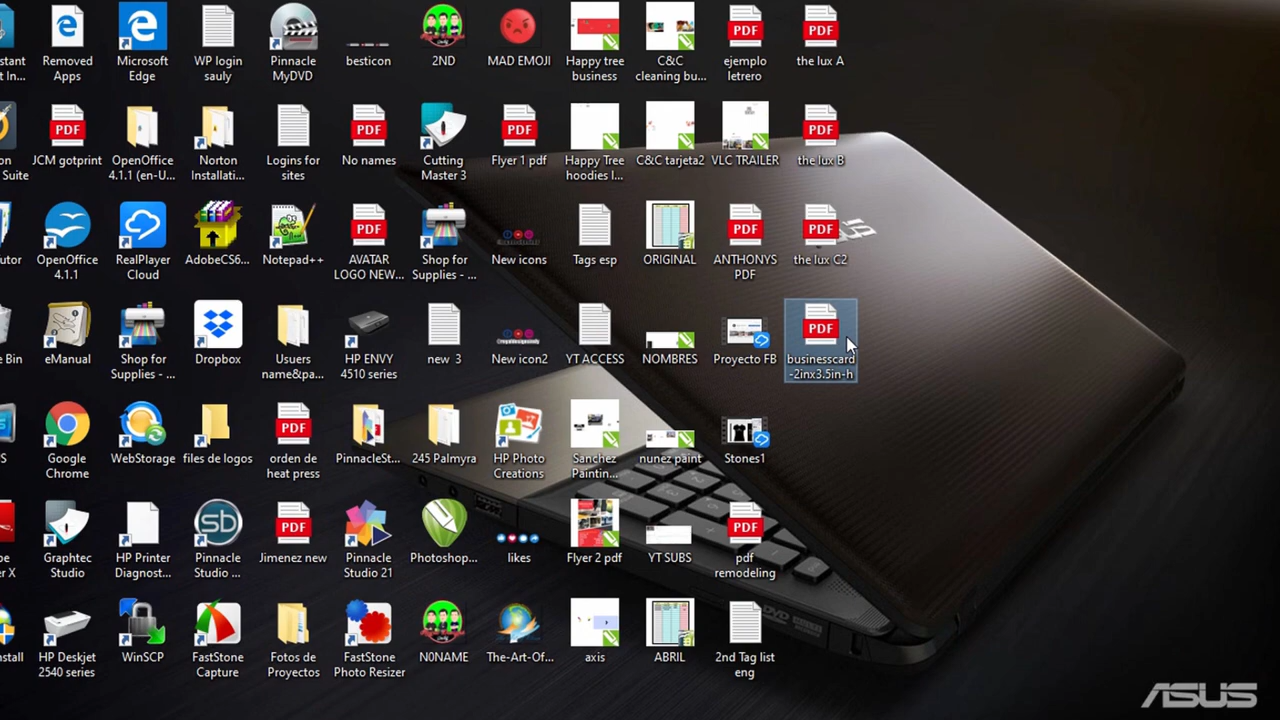 stant
t In...
Removed
Apps
Microsoft
Edge
WP login
sauly
Pinnacle
MyDVD
besticon
2ND
MAD EMOJI
Happy tree
business
C&C
cleaning bu...
PDF
ejemplo
letrero
PDF
the lux A
on
Suite
PDF
JCM gotprint
OpenOffice
4.1.1 (en-U...
Norton
Installati...
Logins for
sites
PDF
No names
Cutting
Master 3
PDF
Flyer 1 pdf
Happy Tree
hoodies l...
C&C tarjeta2
VLC TRAILER
PDF
the lux B
utor
OpenOffice
4.1.1
RealPlayer
Cloud
AdobeCS6...
Notepad++
PDF
AVATAR
LOGO NEW...
Shop for
Supplies - ...
New icons
Tags esp
ORIGINAL
PDF
ANTHONYS
PDF
PDF
the lux C2
e Bin
eManual
Shop for
Supplies - ...
Dropbox
Usuers
name&pa...
HP ENVY
4510 series
new 3
New icon2
YT ACCESS
NOMBRES
Proyecto FB
PDF
businesscard
-2inx3.5in-h
S
Google
Chrome
WebStorage
files de logos
PDF
orden de
heat press
PinnacleSt...
245 Palmyra
HP Photo
Creations
Sanchez
Paintin...
nunez paint
Stones1
pe
r X
Graphtec
Studio
HP Printer
Diagnost...
sb
Pinnacle
Studio ...
PDF
Jimenez new
Pinnacle
Studio 21
Photoshop...
likes
Flyer 2 pdf
YT SUBS
PDF
pdf
remodeling
nstall
HP Deskjet
2540 series
WinSCP
FastStone
Capture
Fotos de
Proyectos
FastStone
Photo Resizer
N0NAME
The-Art-Of...
axis
ABRIL
2nd Tag list
eng
ASUS